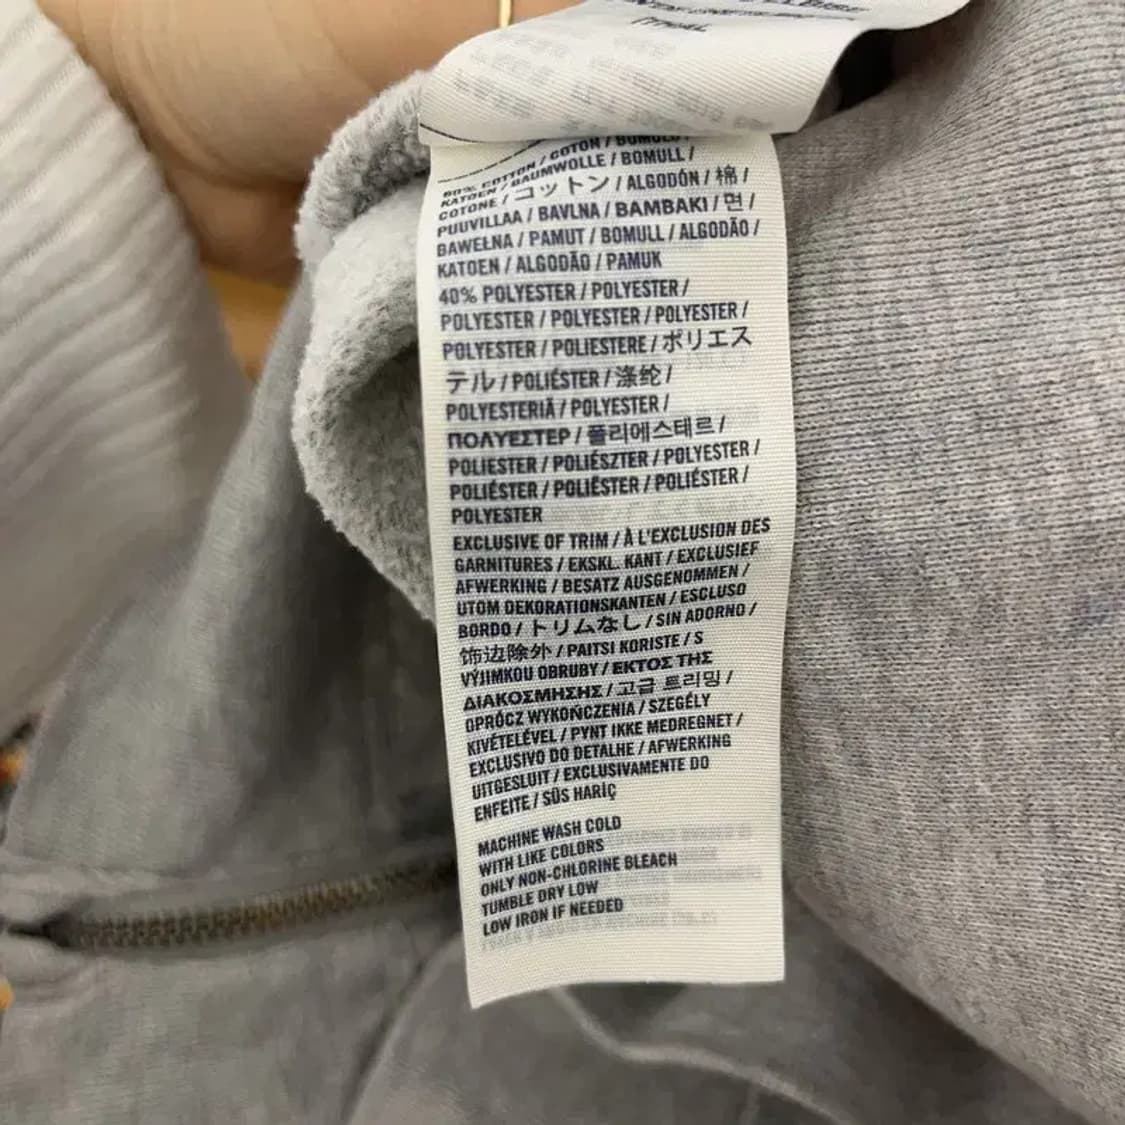 60% COTTON / COTON / BOMULD /
KATOEN / BAUMWOLLE / BOMULL /
COTONE / コットン / ALGODÓN / 棉 /
PUUVILLAA / BAVLNA / BAMBAKI / 면 /
BAWEŁNA / PAMUT / BOMULL / ALGODÃO /
KATOEN / ALGODÃO / PAMUK
40% POLYESTER / POLYESTER /
POLYESTER / POLYESTER / POLYESTER /
POLYESTER / POLIESTERE / ポリエス
テル / POLIÉSTER / 涤纶 /
POLYESTERIÄ / POLYESTER /
ΠΟΛΥΕΣΤΕΡ / 폴리에스테르 /
POLIESTER / POLIÉSZTER / POLYESTER /
POLIÉSTER / POLIËSTER / POLIÉSTER /
POLYESTER
EXCLUSIVE OF TRIM / À L'EXCLUSION DES
GARNITURES / EKSKL. KANT / EXCLUSIEF
AFWERKING / BESATZ AUSGENOMMEN /
UTOM DEKORATIONSKANTEN / ESCLUSO
BORDO / トリムなし / SIN ADORNO /
饰边除外 / PAITSI KORISTE / S
VÝJIMKOU OBRUBY / ΕΚΤΟΣ ΤΗΣ
ΔΙΑΚΟΣΜΗΣΗΣ / 고급 트리밍 /
OPRÓCZ WYKOŃCZENIA / SZEGÉLY
KIVÉTELÉVEL / PYNT IKKE MEDREGNET /
EXCLUSIVO DO DETALHE / AFWERKING
UITGESLUIT / EXCLUSIVAMENTE DO
ENFEITE / SÜS HARİÇ
MACHINE WASH COLD
WITH LIKE COLORS
ONLY NON-CHLORINE BLEACH
TUMBLE DRY LOW
LOW IRON IF NEEDED